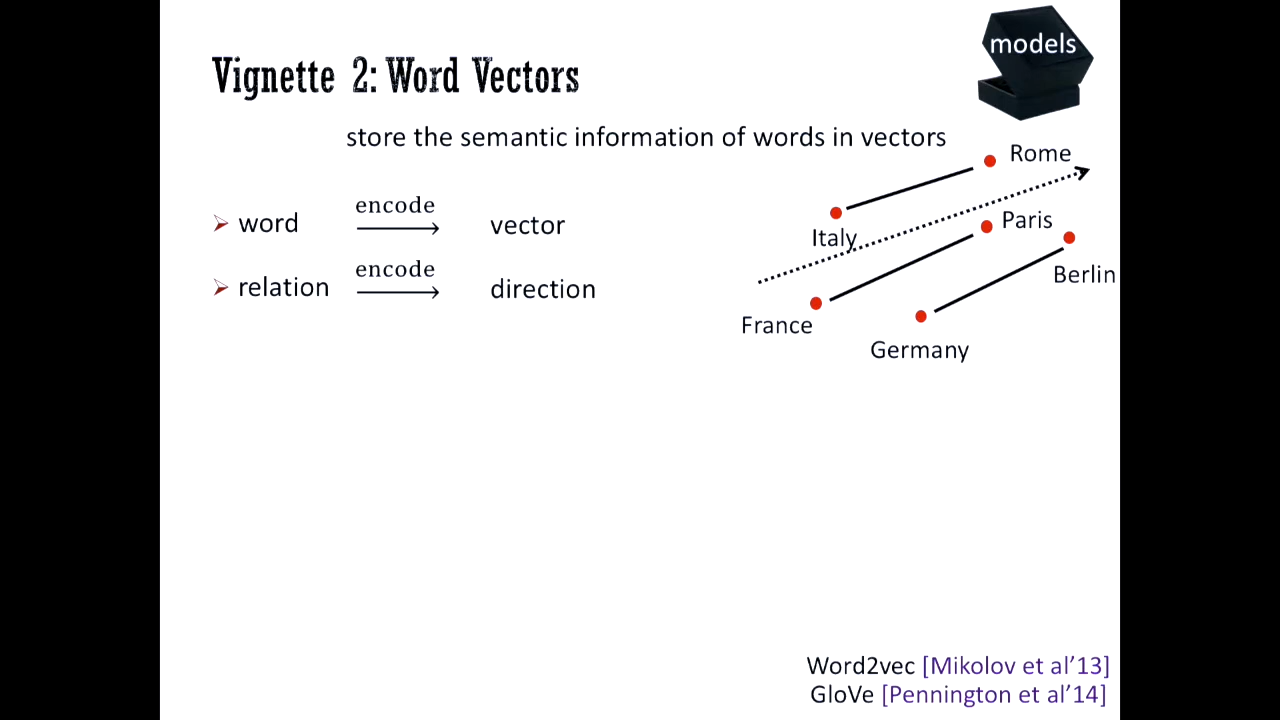 models
Vignette 2: Word Vectors
store the semantic information of words in vectors
Rome
encode
word
vector
Paris
Italy
encode
relation
direction
Berlin
France
Germany
Word2vec [Mikolov et al’13]
GloVe [Pennington et al’14]